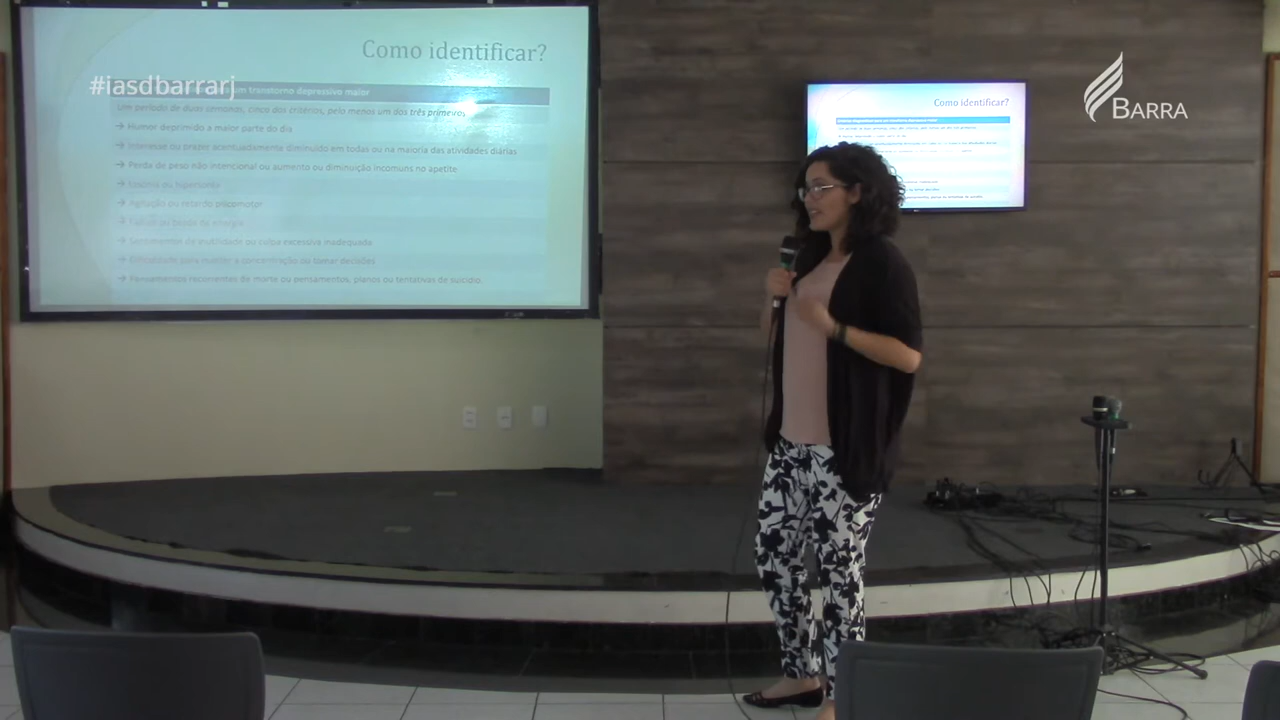 Como identificar?
#iasdbarrarj
um transtorno depressivo maior
Um período de duas semanas, cinco dos critérios, pelo menos um dos três primeiros
→ Humor deprimido a maior parte do dia
→ Interesse ou prazer acentuadamente diminuído em todas ou na maioria das atividades diárias
→ Perda de peso não intencional ou aumento ou diminuição incomuns no apetite
→ Insônia ou hipersonia
→ Agitação ou retardo psicomotor
→ Fadiga ou perda de energia
→ Sentimentos de inutilidade ou culpa excessiva inadequada
→ Dificuldade para manter a concentração ou tomar decisões
→ Pensamentos recorrentes de morte ou pensamentos, planos ou tentativas de suicídio.
Como identificar?
BARRA